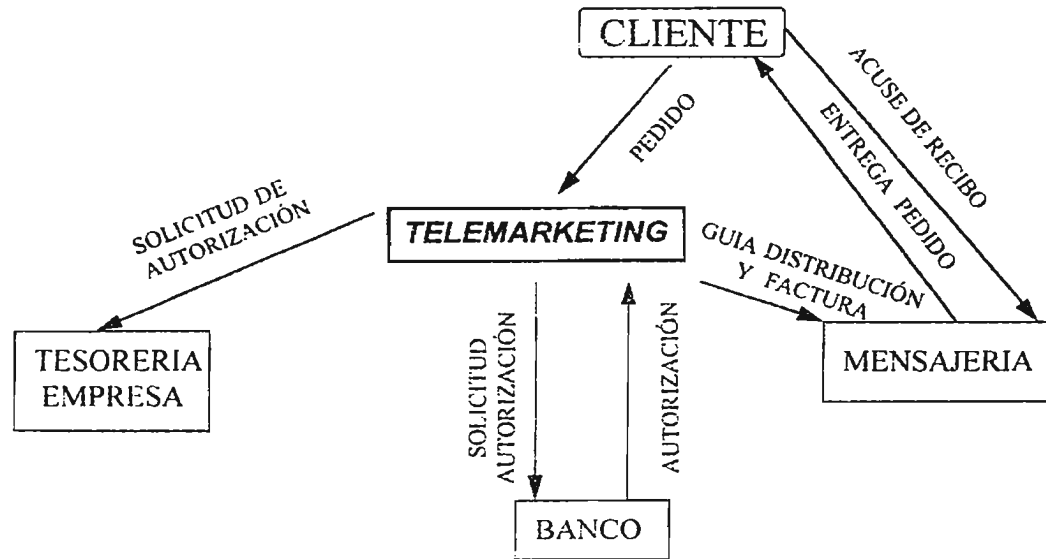 CLIENTE
ACUSE DE RECIBO
ENTREGA PEDIDO
PEDIDO
SOLICITUD DE
AUTORIZACIÓN
TELEMARKETING
GUIA DISTRIBUCIÓN
Y FACTURA
TESORERIA
EMPRESA
SOLICITUD
AUTORIZACIÓN
AUTORIZACIÓN
MENSAJERIA
BANCO